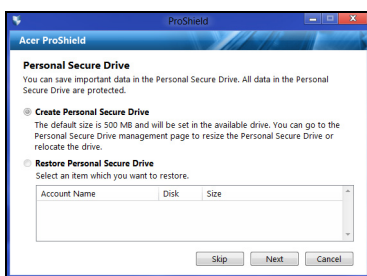 ProShield
Acer ProShield
Personal Secure Drive
You can save important data in the Personal Secure Drive. All data in the Personal
Secure Drive are protected.
Create Personal Secure Drive
The default size is 500 MB and will be set in the available drive. You can go to the
Personal Secure Drive management page to resize the Personal Secure Drive or
relocate the drive.
Restore Personal Secure Drive
Select an item which you want to restore.
Account Name Disk Size
Skip Next Cancel